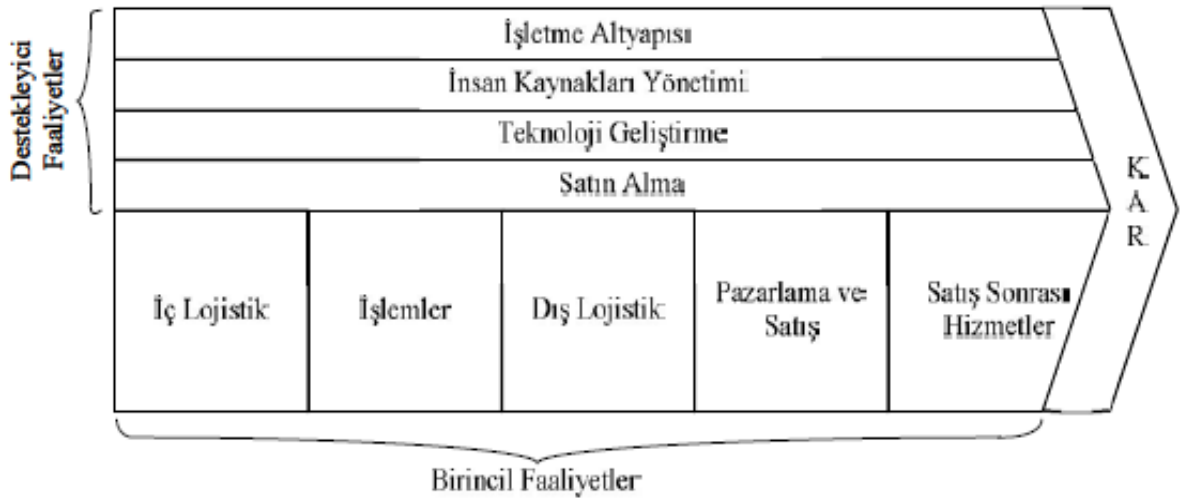 Destekleyici
Faaliyetler
İşletme Altyapısı
İnsan Kaynakları Yönetimi
Teknoloji Geliştirme
Satın Alma
K
A
R
İç Lojistik
İşlemler
Dış Lojistik
Pazarlama ve
Satış
Satış Sonrası
Hizmetler
Birincil Faaliyetler